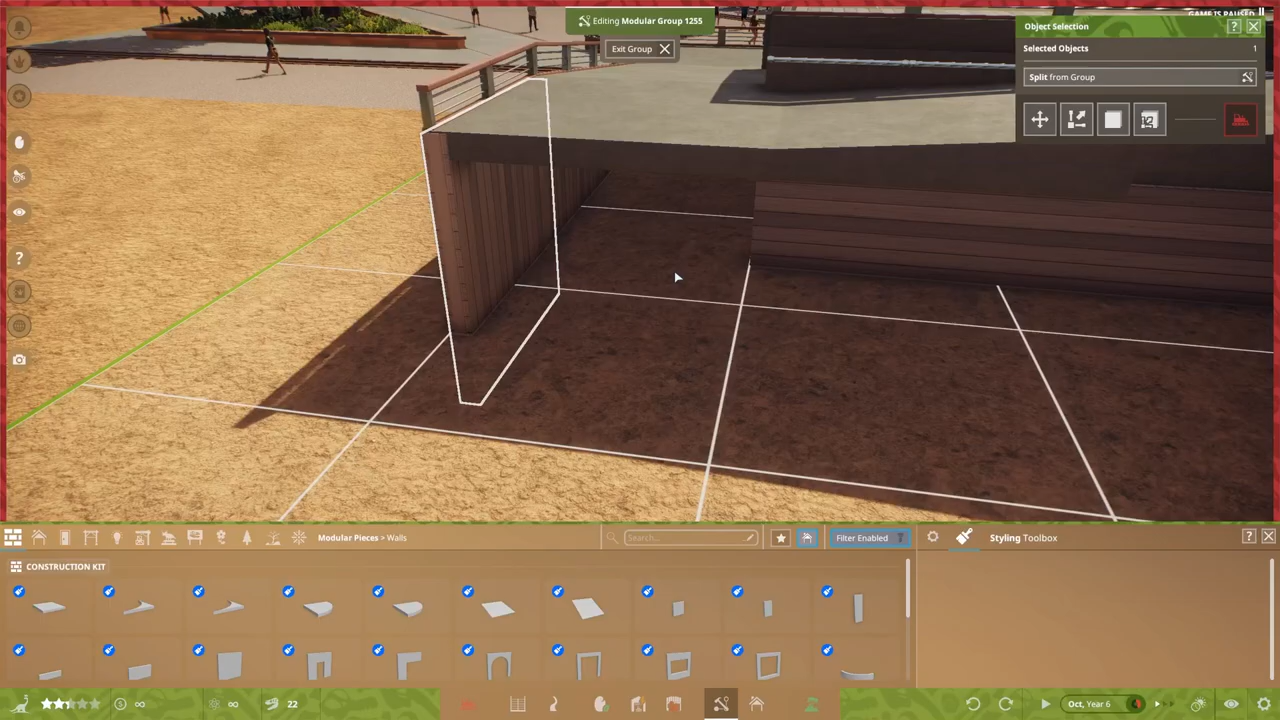 GAME IS PAUSED
Editing Modular Group 1255
Exit Group
Object Selection
?
Selected Objects 1
Split from Group
12
?
Modular Pieces > Walls
Search...
Filter Enabled
Styling Toolbox
?
CONSTRUCTION KIT
∞
∞
22
Oct, Year 6